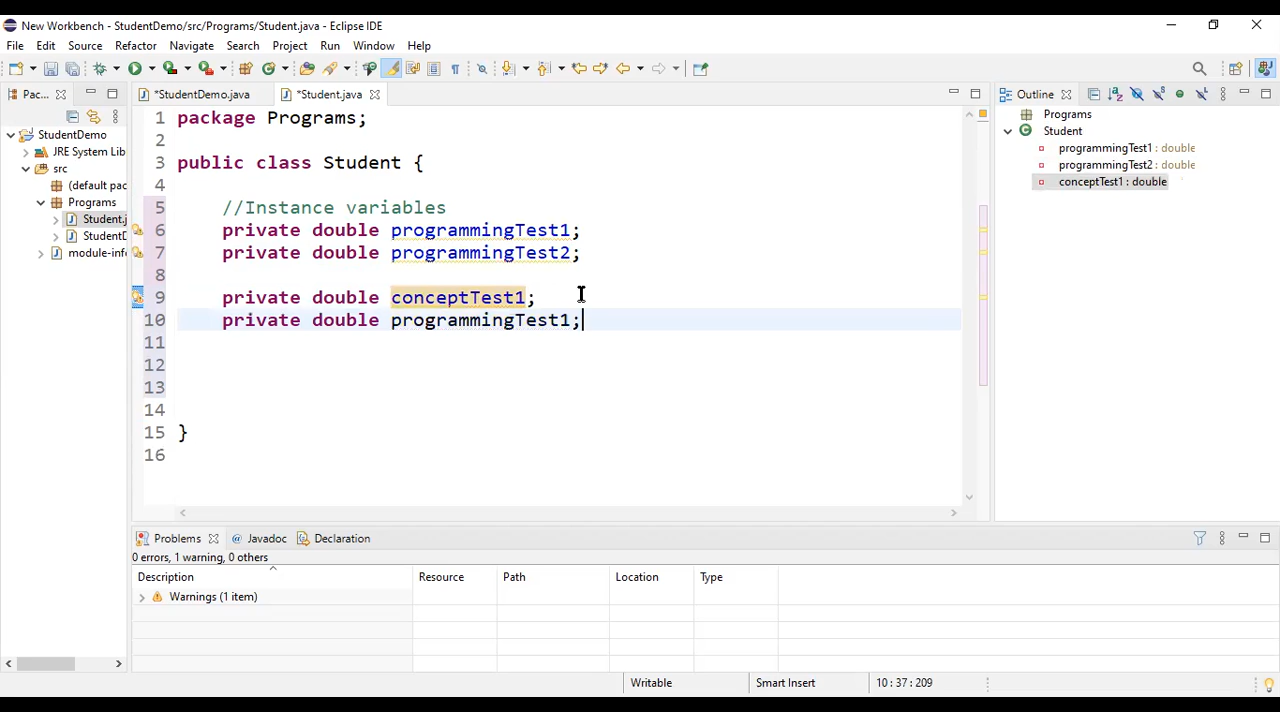 New Workbench - StudentDemo/src/Programs/Student.java - Eclipse IDE
File Edit Source Refactor Navigate Search Project Run Window Help
Pac...
*StudentDemo.java
*Student.java
Outline
StudentDemo
JRE System Lib
src
(default pac
Programs
Student.j
StudentD
module-info
1 package Programs;
2
3 public class Student {
4
5 //Instance variables
6 private double programmingTest1;
7 private double programmingTest2;
8
9 private double conceptTest1;
10 private double programmingTest1;
11
12
13
14
15 }
16
Programs
Student
programmingTest1 : double
programmingTest2 : double
conceptTest1 : double
Problems @ Javadoc Declaration
0 errors, 1 warning, 0 others
Description Resource Path Location Type
Warnings (1 item)
Writable Smart Insert 10 : 37 : 209